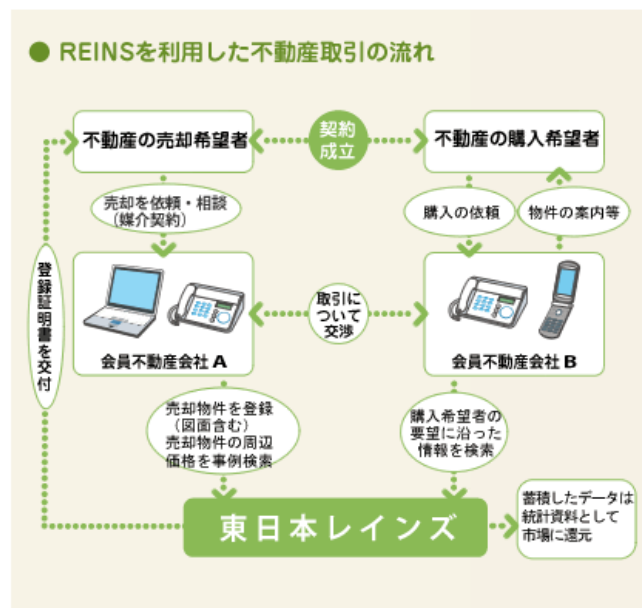 ● REINSを利用した不動産取引の流れ
不動産の売却希望者
契約
成立
不動産の購入希望者
売却を依頼・相談
(媒介契約)
購入の依頼
物件の案内等
登録証明書を交付
会員不動産会社 A
取引に
ついて
交渉
会員不動産会社 B
売却物件を登録
(図面含む)
売却物件の周辺
価格を事例検索
購入希望者の
要望に沿った
情報を検索
東日本レインズ
蓄積したデータは
統計資料として
市場に還元